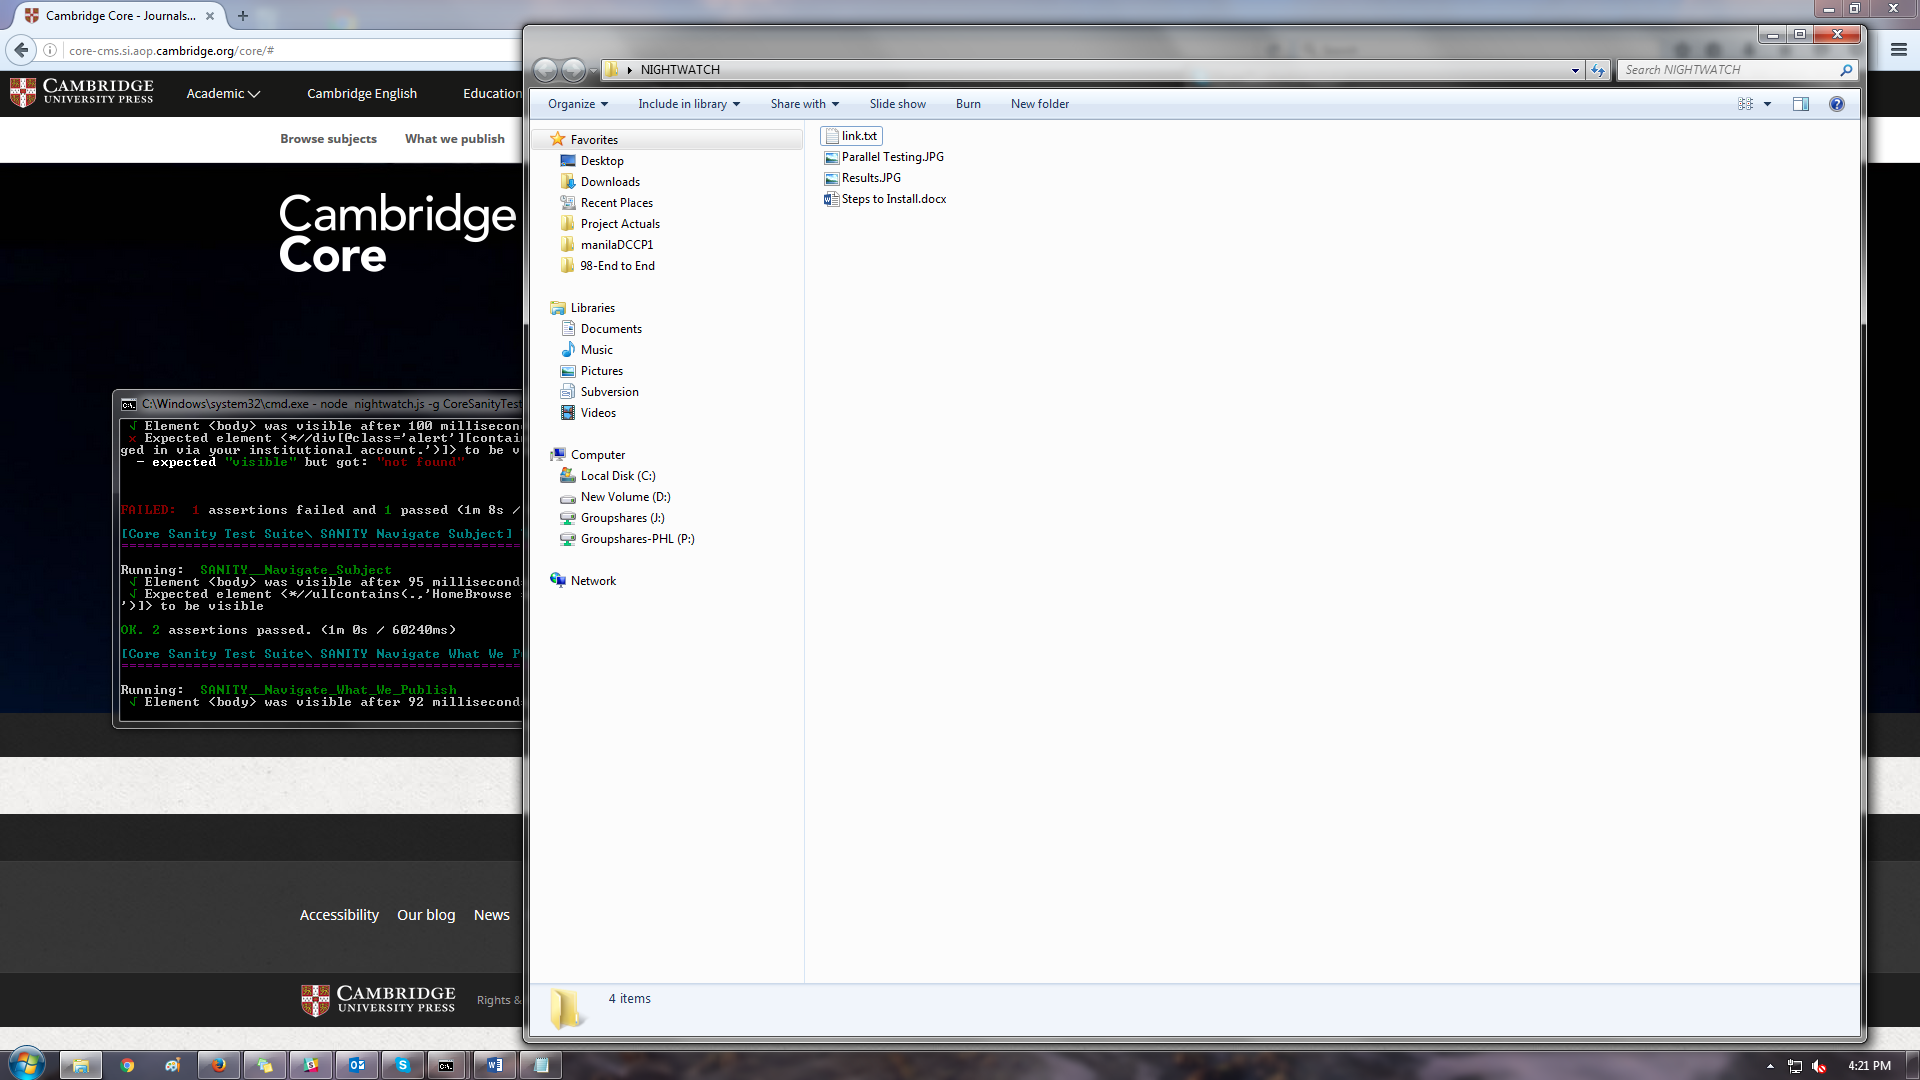 Cambridge Core - Journals...
core-cms.si.aop.cambridge.org/core/#
CAMBRIDGE
UNIVERSITY PRESS
Academic
Cambridge English
Education
Browse subjects
What we publish
Cambridge
Core
C:\Windows\system32\cmd.exe - node  nightwatch.js -g CoreSanityTest
√ Element <body> was visible after 100 millisecon
x Expected element <*//div[@class='alert'][contai
ged in via your institutional account.')]> to be v
- expected "visible" but got: "not found"
FAILED:  1 assertions failed and 1 passed (1m 8s /
[Core Sanity Test Suite\ SANITY Navigate Subject]
Running:  SANITY__Navigate_Subject
√ Element <body> was visible after 95 milliseconds
√ Expected element <*//ul[contains(.,'HomeBrowse
')]> to be visible
OK. 2 assertions passed. (1m 0s / 60240ms)
[Core Sanity Test Suite\ SANITY Navigate What We P
Running:  SANITY__Navigate_What_We_Publish
√ Element <body> was visible after 92 milliseconds
Accessibility
Our blog
News
CAMBRIDGE
UNIVERSITY PRESS
Rights &
NIGHTWATCH
Search NIGHTWATCH
Organize
Include in library
Share with
Slide show
Burn
New folder
Favorites
Desktop
Downloads
Recent Places
Project Actuals
manilaDCCP1
98-End to End
Libraries
Documents
Music
Pictures
Subversion
Videos
Computer
Local Disk (C:)
New Volume (D:)
Groupshares (J:)
Groupshares-PHL (P:)
Network
link.txt
Parallel Testing.JPG
Results.JPG
Steps to Install.docx
4 items
4:21 PM